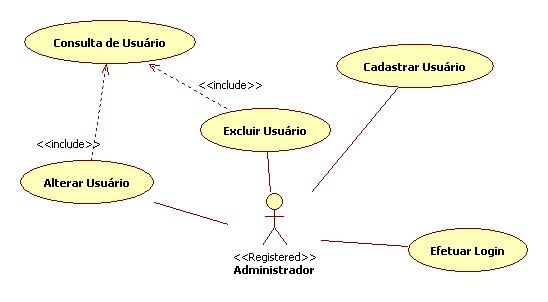 Consulta de Usuário
Cadastrar Usuário
<<include>>
Excluir Usuário
<<include>>
Alterar Usuário
Efetuar Login
<<Registered>>
Administrador